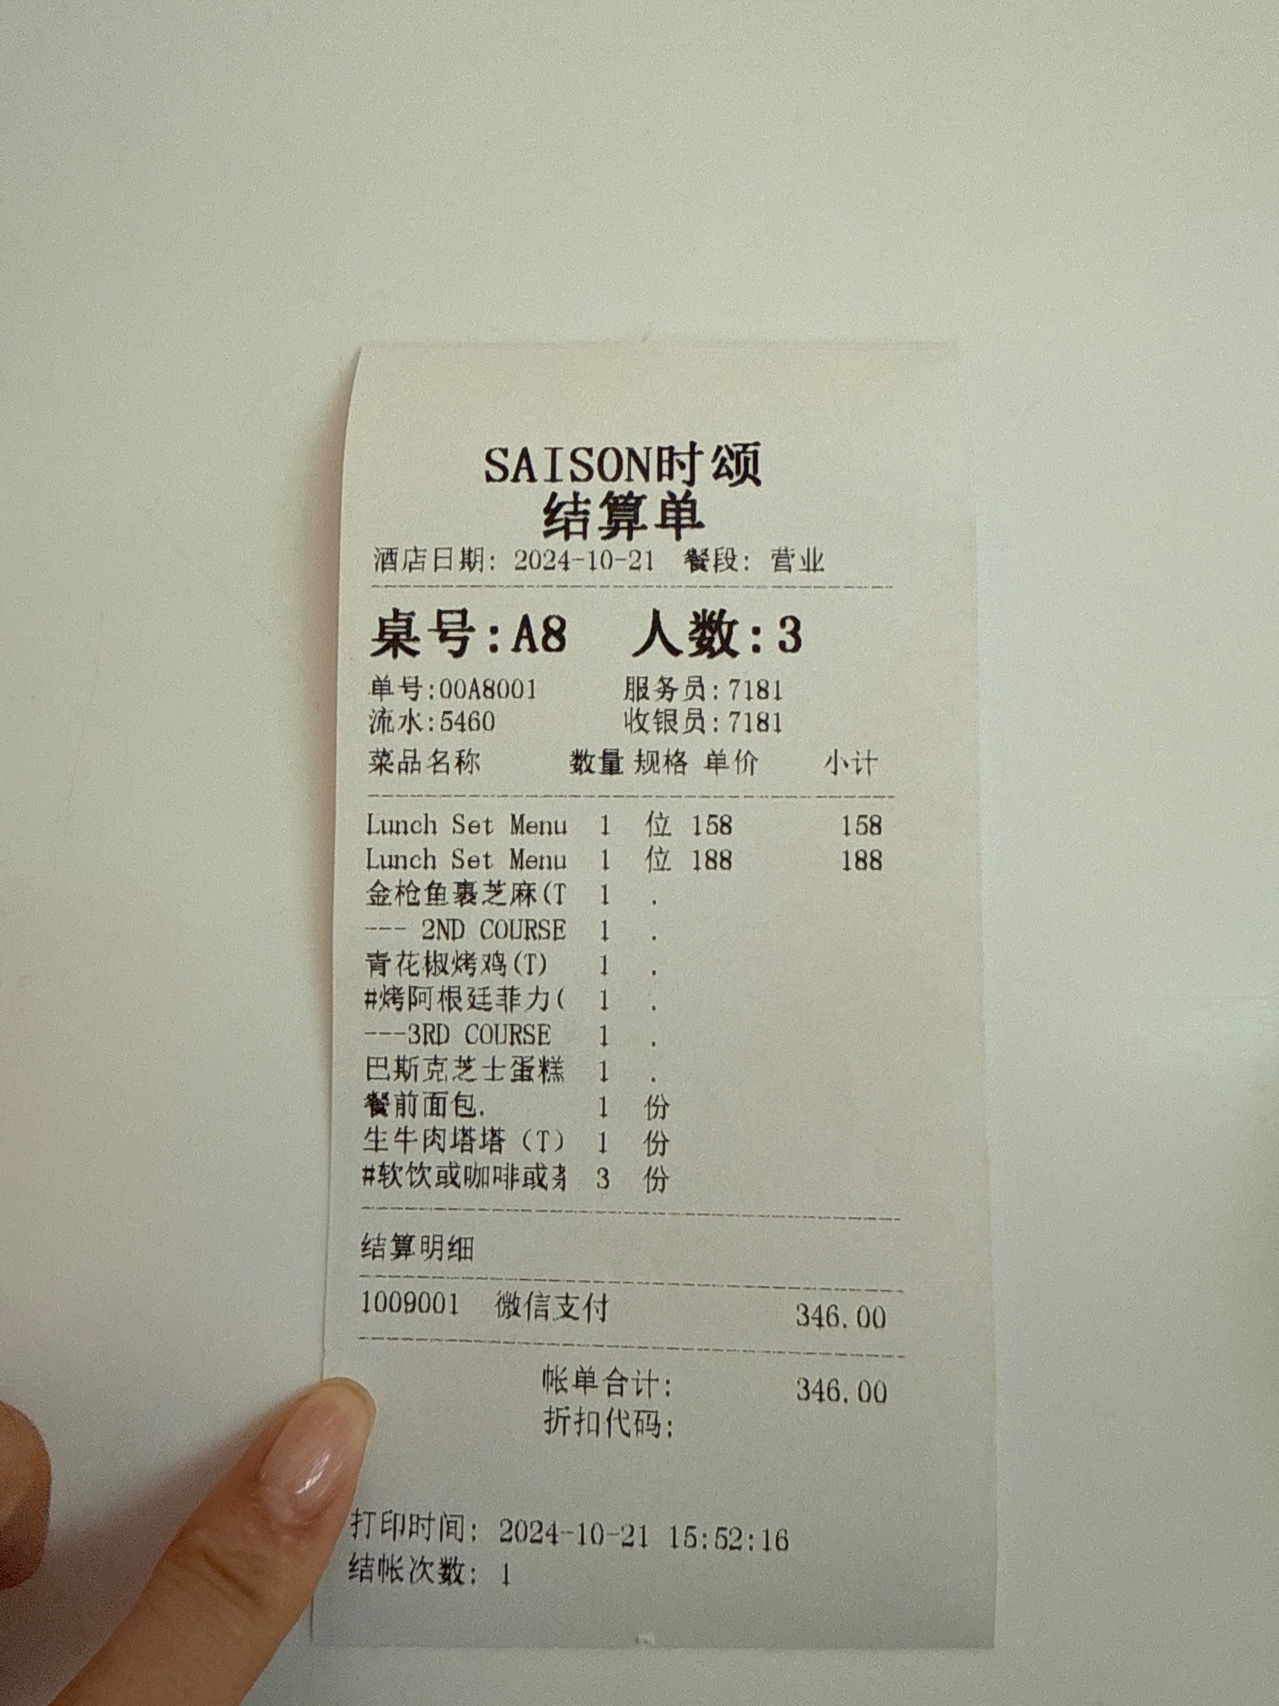 SAISON时颂
结算单
酒店日期: 2024-10-21 餐段: 营业
桌号:A8 人数:3
单号:00A8001 服务员:7181
流水:5460 收银员:7181
菜品名称 数量 规格 单价 小计
Lunch Set Menu 1 位 158 158
Lunch Set Menu 1 位 188 188
金枪鱼裹芝麻(T 1 .
--- 2ND COURSE 1 .
青花椒烤鸡(T) 1 .
#烤阿根廷菲力( 1 .
---3RD COURSE 1 .
巴斯克芝士蛋糕 1 .
餐前面包. 1 份
生牛肉塔塔 (T) 1 份
#软饮或咖啡或 3 份
结算明细
1009001 微信支付 346.00
帐单合计: 346.00
折扣代码:
打印时间: 2024-10-21 15:52:16
结帐次数: 1